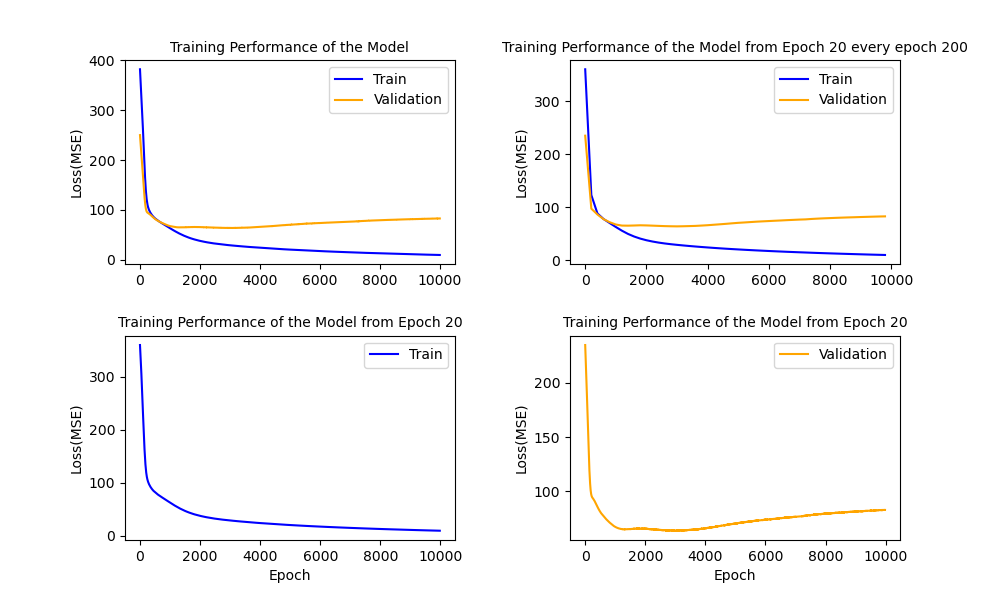 Training Performance of the Model
Loss(MSE)
400
300
200
100
0
0 2000 4000 6000 8000 10000
Train
Validation
Training Performance of the Model from Epoch 20 every epoch 200
Loss(MSE)
300
200
100
0
0 2000 4000 6000 8000 10000
Train
Validation
Training Performance of the Model from Epoch 20
Loss(MSE)
300
200
100
0
0 2000 4000 6000 8000 10000
Epoch
Train
Training Performance of the Model from Epoch 20
Loss(MSE)
200
150
100
0 2000 4000 6000 8000 10000
Epoch
Validation